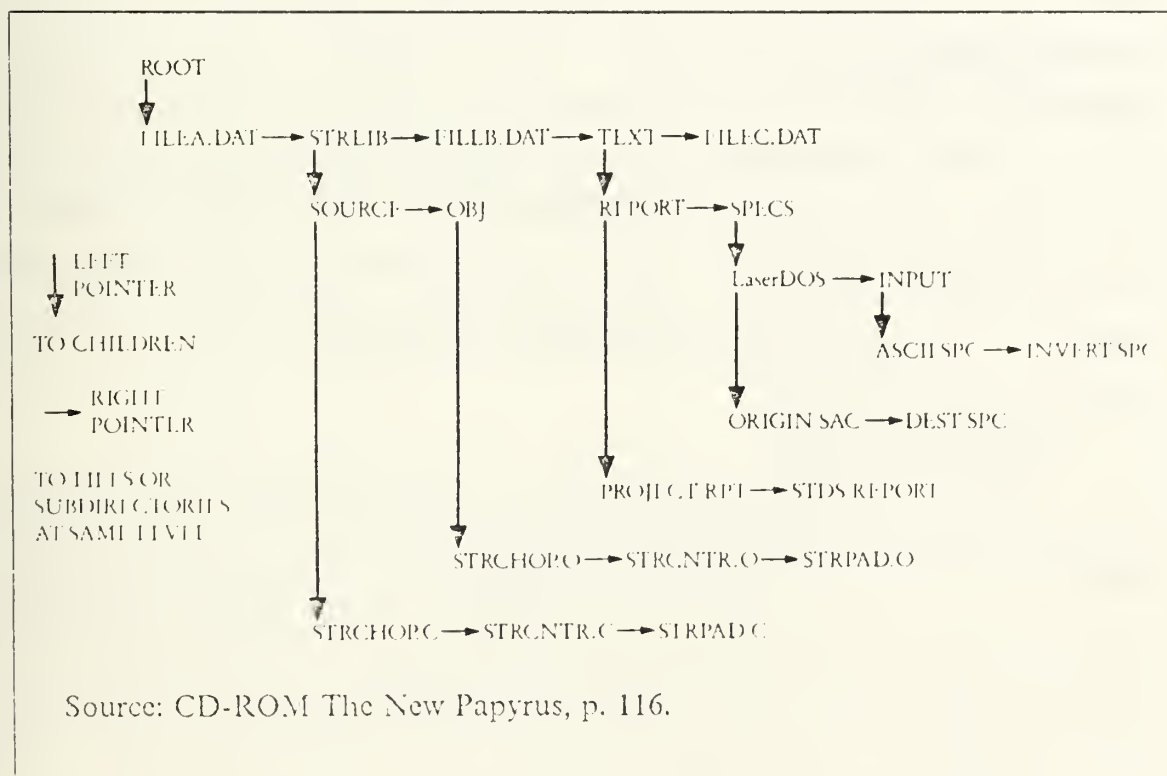 ROOT
FILEA.DAT STRLIB FILEB.DAT TEXT FILEC.DAT
SOURCE OBJ REPORT SPECS
LEFT
POINTER
LaserDOS INPUT
TO CHILDREN
ASCII.SPC INVERT.SPC
RIGHT
POINTER
ORIGIN.SAC DEST.SPC
TO FILES OR
SUBDIRECTORIES
AT SAME LEVEL
PROJECT.RPT STDS.REPORT
STRCHOP.O STRCNTR.O STRPAD.O
STRCHOP.C STRCNTR.C STRPAD.C
Source: CD-ROM The New Papyrus, p. 116.